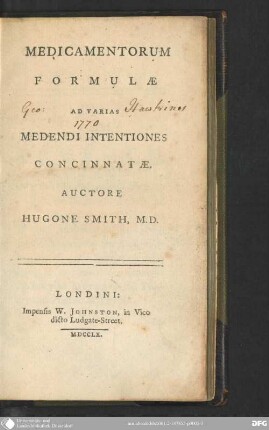 MEDICAMENTORUM
FORMULÆ
Geo: AD VARIAS Hawkins
1770
MEDENDI INTENTIONES
CONCINNATÆ.
AUCTORE
HUGONE SMITH, M.D.
LONDINI:
Impensis W. JOHNSTON, in Vico
dicto Ludgate-Street.
MDCCLX.
DFG